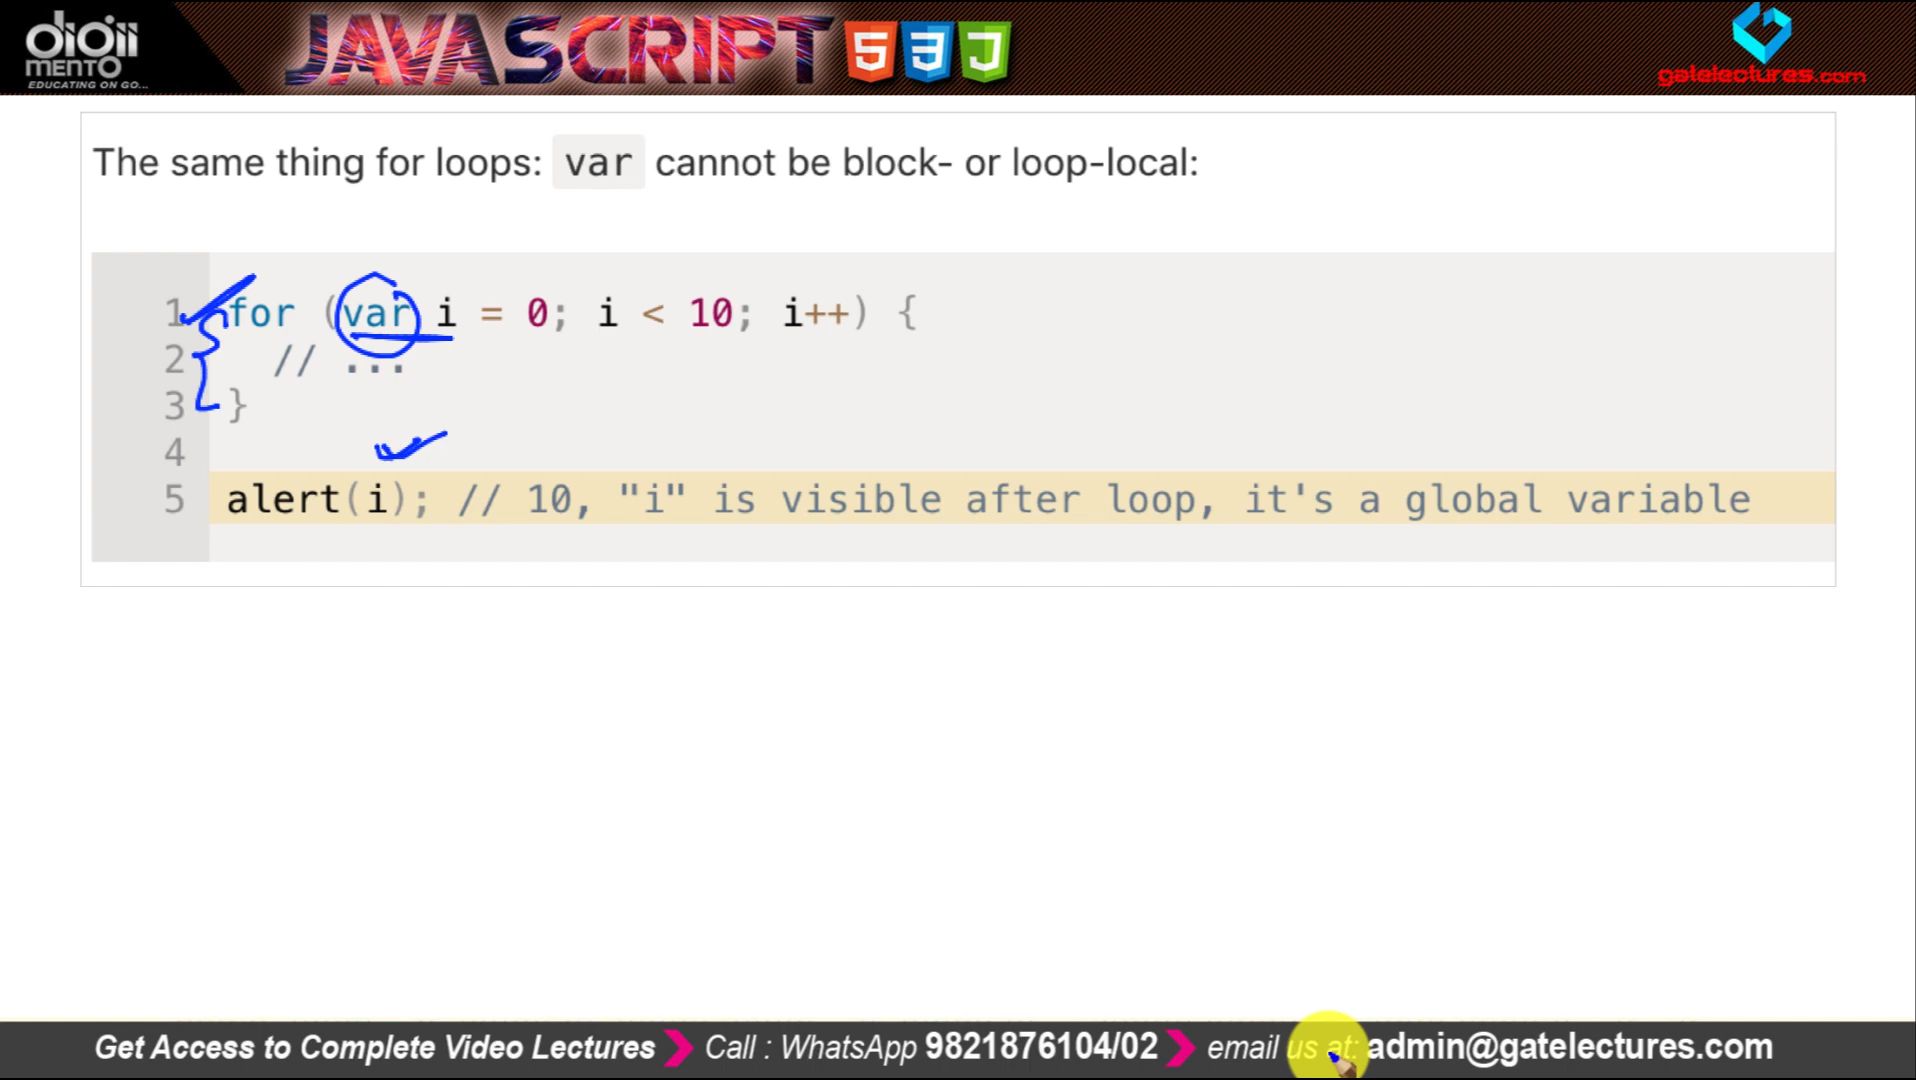 digii
MENTO
EDUCATING ON GO...
JAVASCRIPT
5 3 J
gatelectures.com
The same thing for loops: var cannot be block- or loop-local:
1 for (var i = 0; i < 10; i++) {
2 // ...
3 }
4
5 alert(i); // 10, "i" is visible after loop, it's a global variable
Get Access to Complete Video Lectures Call : WhatsApp 9821876104/02 email us at: admin@gatelectures.com